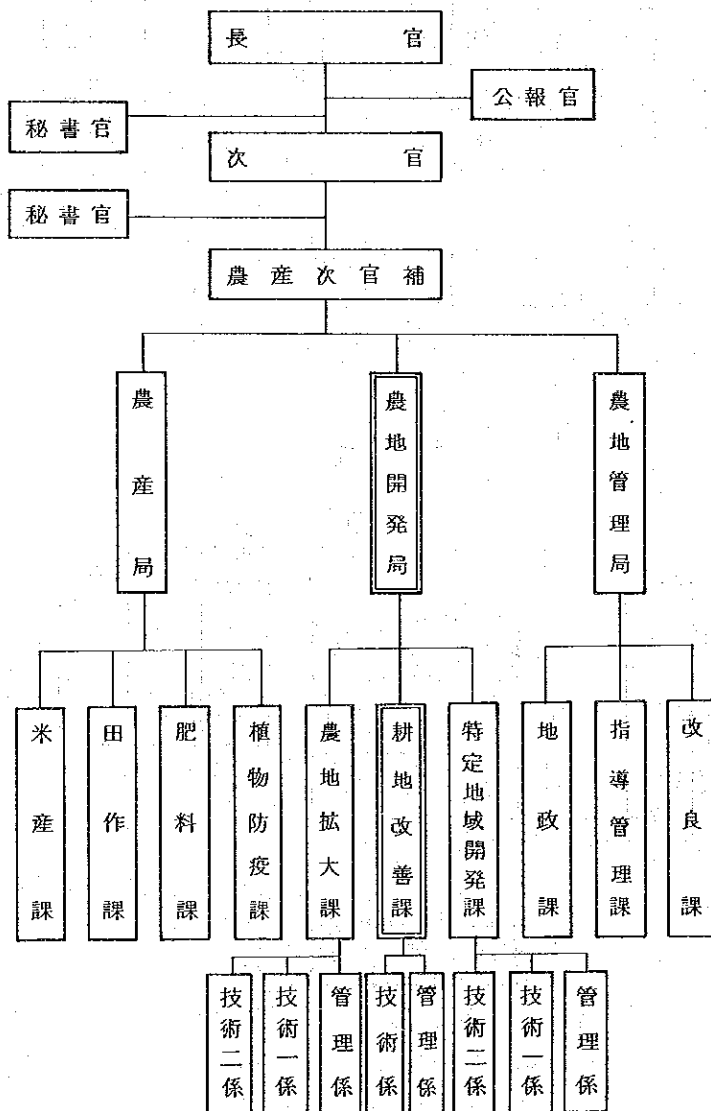 長官
公報官
秘書官
次官
秘書官
農産次官補
農産局
農地開発局
農地管理局
米産課
田作課
肥料課
植物防疫課
農地拡大課
耕地改善課
特定地域開発課
地政課
指導管理課
改良課
技術二係
技術一係
管理係
技術係
管理係
技術二係
技術一係
管理係